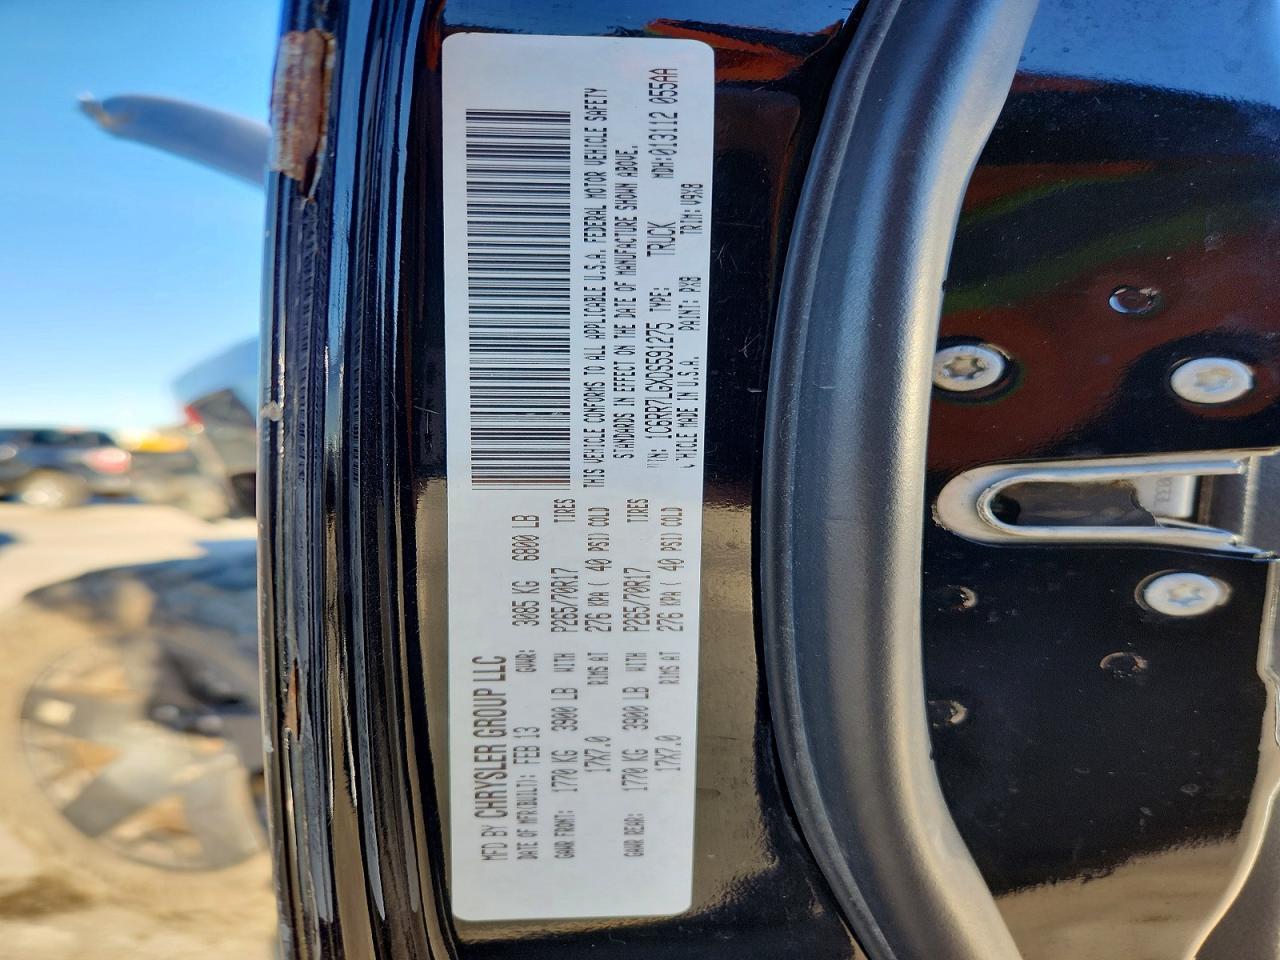 MFD BY CHRYSLER GROUP LLC
DATE OF MFR(BUILT): FEB 13 GVWR: 3085 KG 6800 LB
GAWR FRONT: 1770 KG 3900 LB WITH P265/70R17 TIRES
17X7.0 RIMS AT 276 KPA ( 40 PSI) COLD
GAWR REAR: 1770 KG 3900 LB WITH P265/70R17 TIRES
17X7.0 RIMS AT 276 KPA ( 40 PSI) COLD
THIS VEHICLE CONFORMS TO ALL APPLICABLE U.S.A. FEDERAL MOTOR VEHICLE SAFETY
STANDARDS IN EFFECT ON THE DATE OF MANUFACTURE SHOWN ABOVE.
VIN: 1C6RR7LGXDS591275 TYPE: TRUCK MDH:013112 055AA
VEHICLE MADE IN U.S.A. PAINT: PX8 TRIM: V9X8